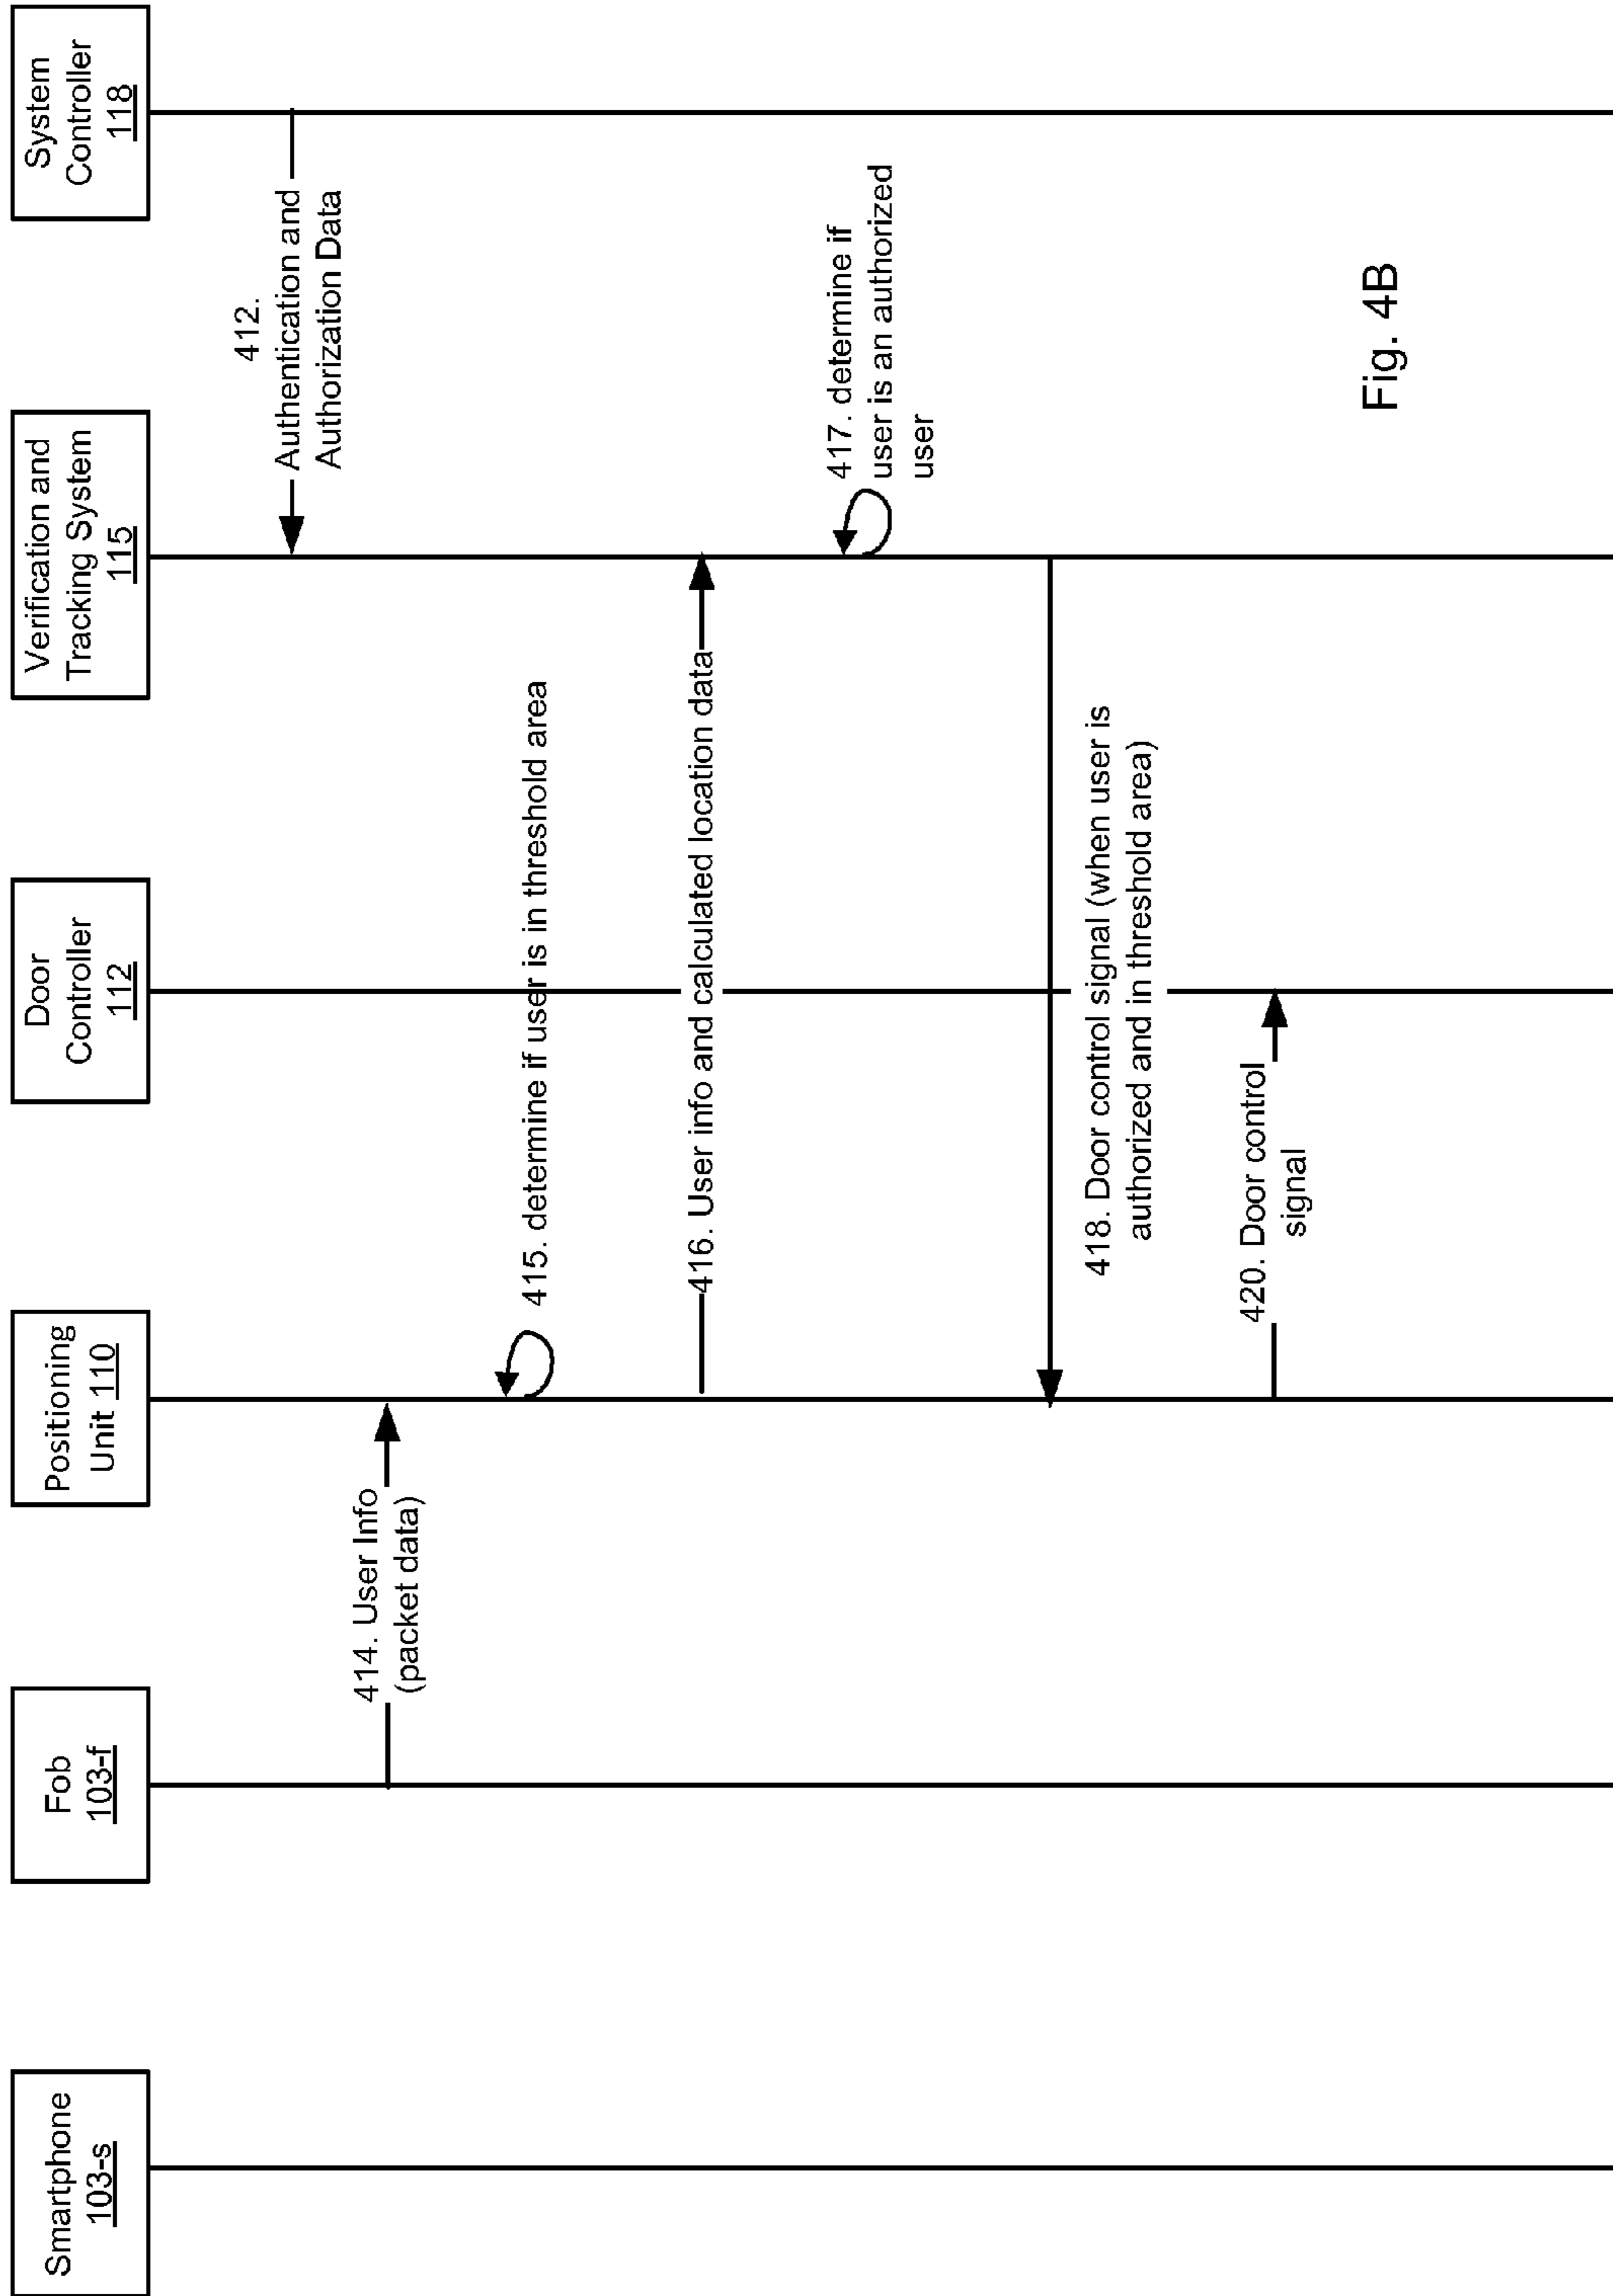 Smartphone
103-s
Fob
103-f
Positioning
Unit 110
Door
Controller
112
Verification and
Tracking System
115
System
Controller
118
412.
Authentication and
Authorization Data
414. User Info
(packet data)
415. determine if user is in threshold area
416. User info and calculated location data
417. determine if
user is an authorized
user
418. Door control signal (when user is
authorized and in threshold area)
420. Door control
signal
Fig. 4B